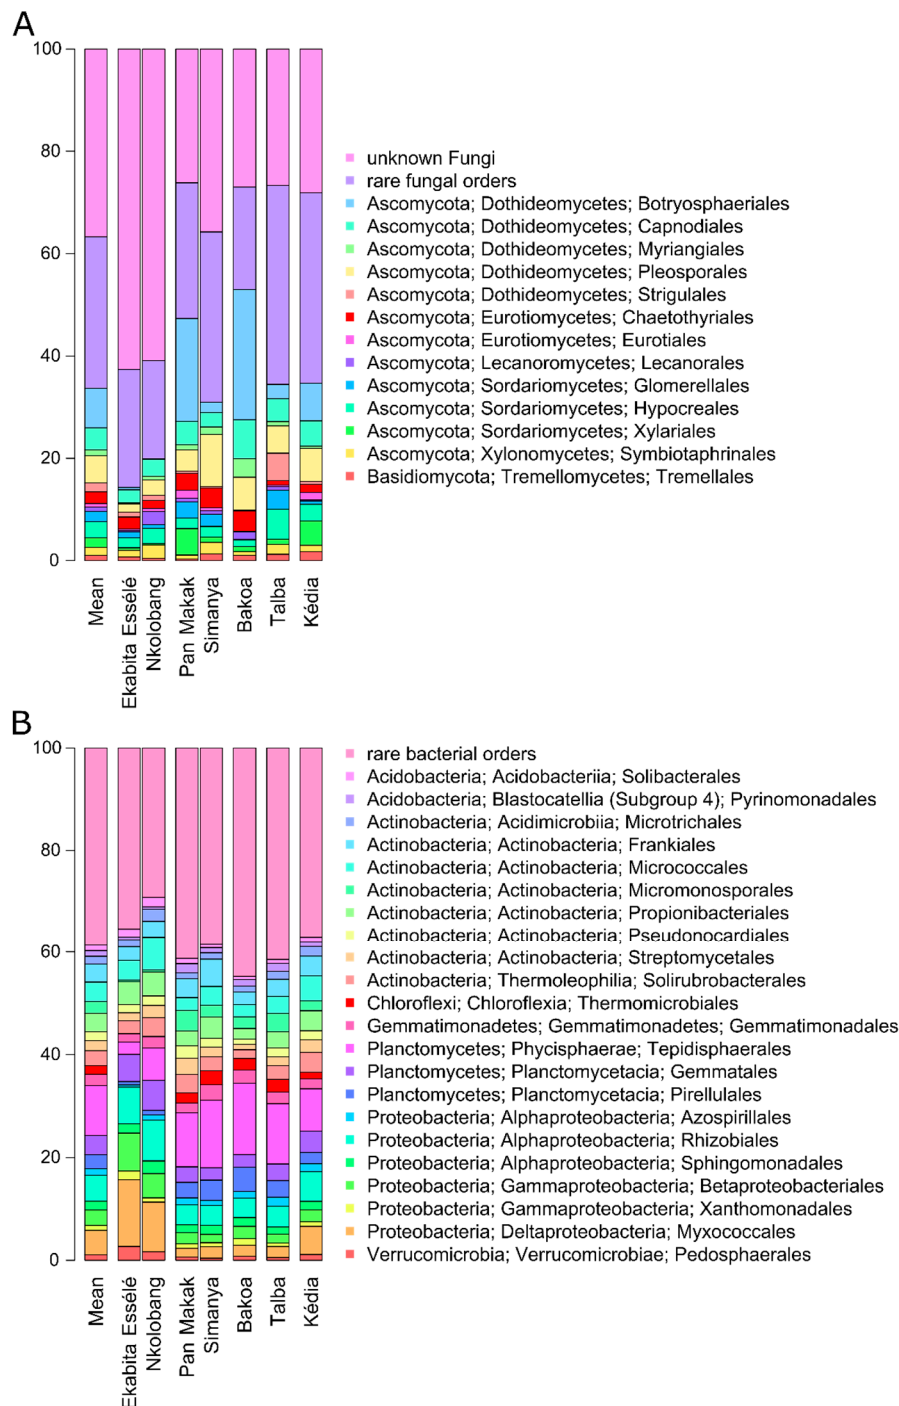 A
100
80
60
40
20
0
unknown Fungi
rare fungal orders
Ascomycota; Dothideomycetes; Botryosphaeriales
Ascomycota; Dothideomycetes; Capnodiales
Ascomycota; Dothideomycetes; Myriangiales
Ascomycota; Dothideomycetes; Pleosporales
Ascomycota; Dothideomycetes; Strigulales
Ascomycota; Eurotiomycetes; Chaetothyriales
Ascomycota; Eurotiomycetes; Eurotiales
Ascomycota; Lecanoromycetes; Lecanorales
Ascomycota; Sordariomycetes; Glomerellales
Ascomycota; Sordariomycetes; Hypocreales
Ascomycota; Sordariomycetes; Xylariales
Ascomycota; Xylonomycetes; Symbiotaphrinales
Basidiomycota; Tremellomycetes; Tremellales
Mean
Ekabita Essélé
Nkolobang
Pan Makak
Simanya
Bakoa
Talba
Kédia
B
100
80
60
40
20
0
rare bacterial orders
Acidobacteria; Acidobacteriia; Solibacterales
Acidobacteria; Blastocatellia (Subgroup 4); Pyrinomonadales
Actinobacteria; Acidimicrobiia; Microtrichales
Actinobacteria; Actinobacteria; Frankiales
Actinobacteria; Actinobacteria; Micrococcales
Actinobacteria; Actinobacteria; Micromonosporales
Actinobacteria; Actinobacteria; Propionibacteriales
Actinobacteria; Actinobacteria; Pseudonocardiales
Actinobacteria; Actinobacteria; Streptomycetales
Actinobacteria; Thermoleophilia; Solirubrobacterales
Chloroflexi; Chloroflexia; Thermomicrobiales
Gemmatimonadetes; Gemmatimonadetes; Gemmatimonadales
Planctomycetes; Phycisphaerae; Tepidisphaerales
Planctomycetes; Planctomycetacia; Gemmatales
Planctomycetes; Planctomycetacia; Pirellulales
Proteobacteria; Alphaproteobacteria; Azospirillales
Proteobacteria; Alphaproteobacteria; Rhizobiales
Proteobacteria; Alphaproteobacteria; Sphingomonadales
Proteobacteria; Gammaproteobacteria; Betaproteobacteriales
Proteobacteria; Gammaproteobacteria; Xanthomonadales
Proteobacteria; Deltaproteobacteria; Myxococcales
Verrucomicrobia; Verrucomicrobiae; Pedosphaerales
Mean
Ekabita Essélé
Nkolobang
Pan Makak
Simanya
Bakoa
Talba
Kédia